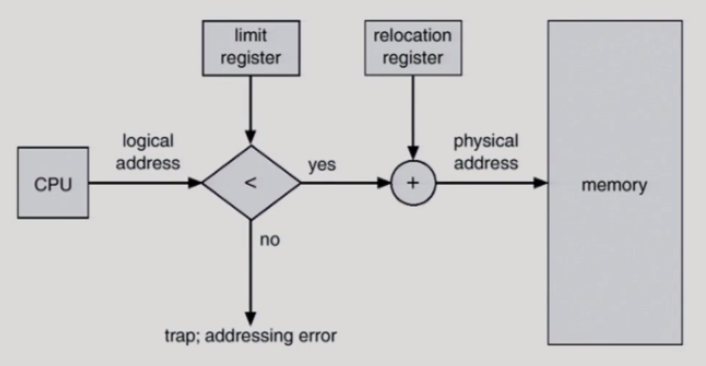 limit
register
relocation
register
logical
address
CPU
<
yes
+
physical
address
memory
no
trap; addressing error